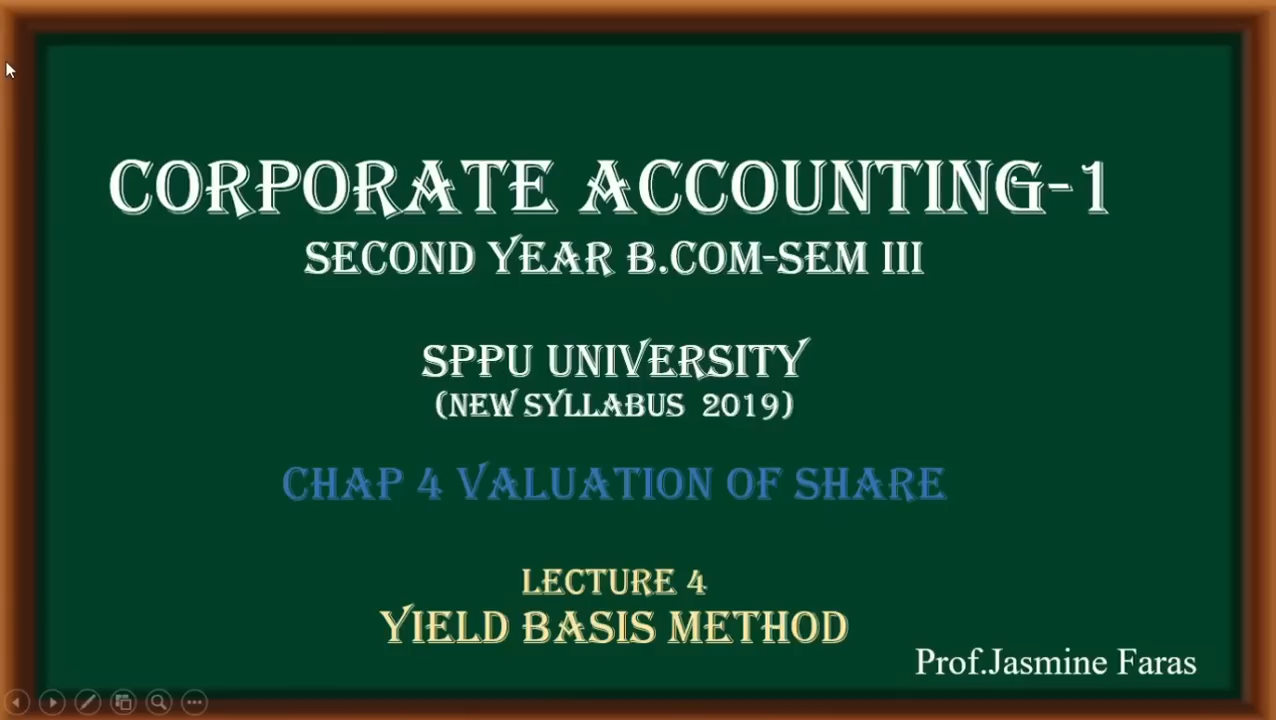 CORPORATE ACCOUNTING-1
SECOND YEAR B.COM-SEM III
SPPU UNIVERSITY
(NEW SYLLABUS 2019)
CHAP 4 VALUATION OF SHARE
LECTURE 4
YIELD BASIS METHOD
Prof.Jasmine Faras